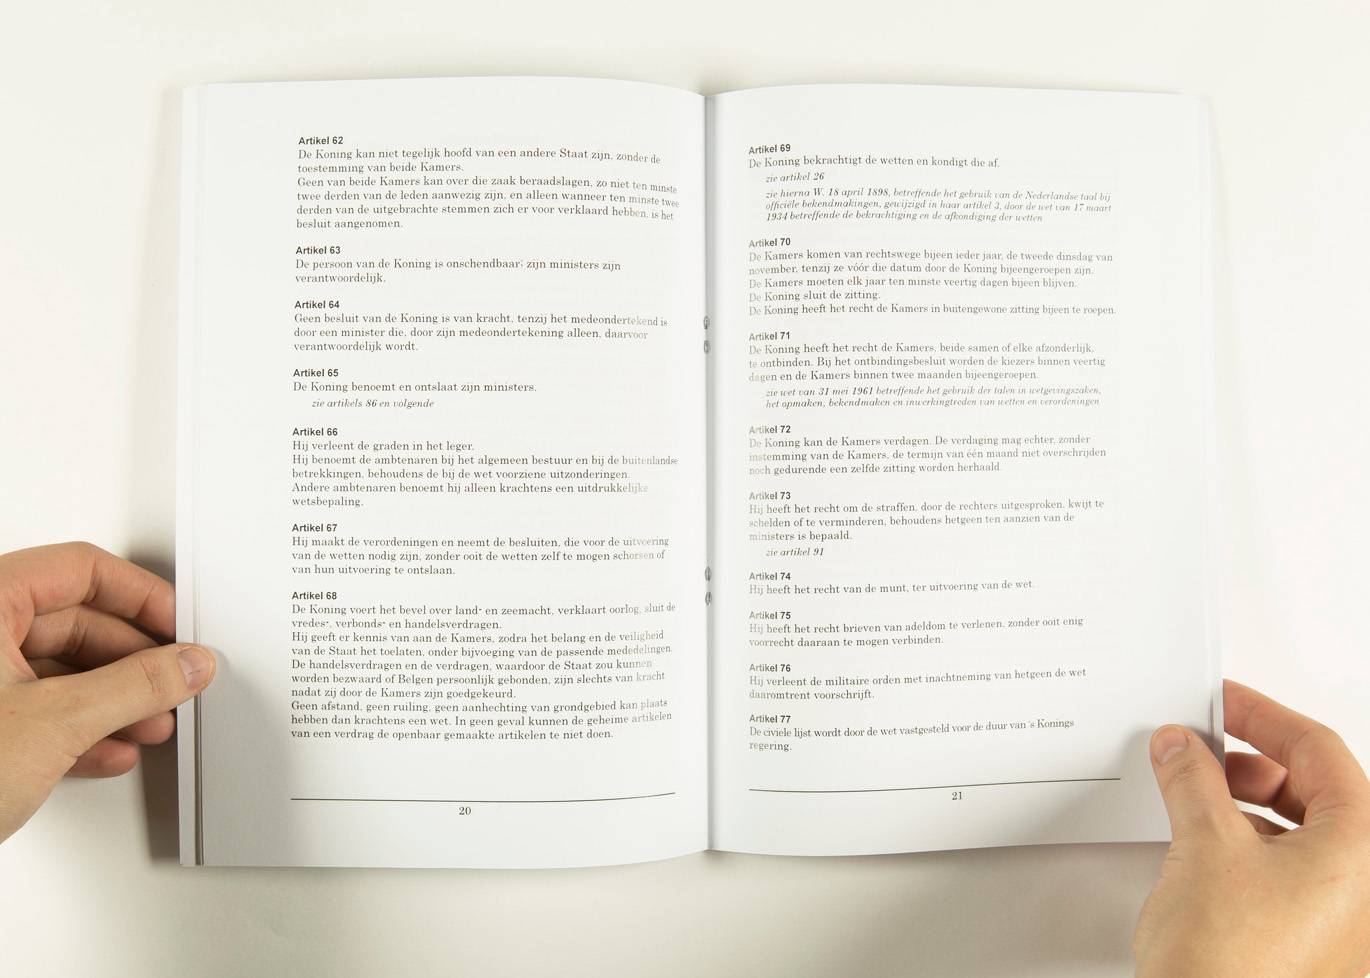 Artikel 62
De Koning kan niet tegelijk hoofd van een andere Staat zijn, zonder de
toestemming van beide Kamers.
Geen van beide Kamers kan over die zaak beraadslagen, zo niet ten minste
twee derden van de leden aanwezig zijn, en alleen wanneer ten minste twee
derden van de uitgebrachte stemmen zich er voor verklaard hebben, is het
besluit aangenomen.
Artikel 63
De persoon van de Koning is onschendbaar; zijn ministers zijn
verantwoordelijk.
Artikel 64
Geen besluit van de Koning is van kracht, tenzij het medeondertekend is
door een minister die, door zijn medeondertekening alleen, daarvoor
verantwoordelijk wordt.
Artikel 65
De Koning benoemt en ontslaat zijn ministers.
zie artikels 86 en volgende
Artikel 66
Hij verleent de graden in het leger.
Hij benoemt de ambtenaren bij het algemeen bestuur en bij de buitenlandse
betrekkingen, behoudens de bij de wet voorziene uitzonderingen.
Andere ambtenaren benoemt hij alleen krachtens een uitdrukkelijke
wetsbepaling.
Artikel 67
Hij maakt de verordeningen en neemt de besluiten, die voor de uitvoering
van de wetten nodig zijn, zonder ooit de wetten zelf te mogen schorsen of
van hun uitvoering te ontslaan.
Artikel 68
De Koning voert het bevel over land- en zeemacht, verklaart oorlog, sluit de
vredes-, verbonds- en handelsverdragen.
Hij geeft er kennis van aan de Kamers, zodra het belang en de veiligheid
van de Staat het toelaten, onder bijvoeging van de passende mededelingen.
De handelsverdragen en de verdragen, waardoor de Staat zou kunnen
worden bezwaard of Belgen persoonlijk gebonden, zijn slechts van kracht
nadat zij door de Kamers zijn goedgekeurd.
Geen afstand, geen ruiling, geen aanhechting van grondgebied kan plaats
hebben dan krachtens een wet. In geen geval kunnen de geheime artikelen
van een verdrag de openbaar gemaakte artikelen te niet doen.
20
Artikel 69
De Koning bekrachtigt de wetten en kondigt die af.
zie artikel 26
zie hierna W. 18 april 1898, betreffende het gebruik van de Nederlandse taal bij
officiële bekendmakingen, gewijzigd in haar artikel 3, door de wet van 17 maart
1934 betreffende de bekrachtiging en de afkondiging der wetten
Artikel 70
De Kamers komen van rechtswege bijeen ieder jaar, de tweede dinsdag van
november, tenzij ze vóór die datum door de Koning bijeengeroepen zijn.
De Kamers moeten elk jaar ten minste veertig dagen bijeen blijven.
De Koning sluit de zitting.
De Koning heeft het recht de Kamers in buitengewone zitting bijeen te roepen.
Artikel 71
De Koning heeft het recht de Kamers, beide samen of elke afzonderlijk,
te ontbinden. Bij het ontbindingsbesluit worden de kiezers binnen veertig
dagen en de Kamers binnen twee maanden bijeengeroepen.
zie wet van 31 mei 1961 betreffende het gebruik der talen in wetgevingszaken,
het opmaken, bekendmaken en inwerkingtreden van wetten en verordeningen
Artikel 72
De Koning kan de Kamers verdagen. De verdaging mag echter, zonder
instemming van de Kamers, de termijn van één maand niet overschrijden
noch gedurende een zelfde zitting worden herhaald.
Artikel 73
Hij heeft het recht om de straffen, door de rechters uitgesproken, kwijt te
schelden of te verminderen, behoudens hetgeen ten aanzien van de
ministers is bepaald.
zie artikel 91
Artikel 74
Hij heeft het recht van de munt, ter uitvoering van de wet.
Artikel 75
Hij heeft het recht brieven van adeldom te verlenen, zonder ooit enig
voorrecht daaraan te mogen verbinden.
Artikel 76
Hij verleent de militaire orden met inachtneming van hetgeen de wet
daaromtrent voorschrijft.
Artikel 77
De civiele lijst wordt door de wet vastgesteld voor de duur van 's Konings
regering.
21